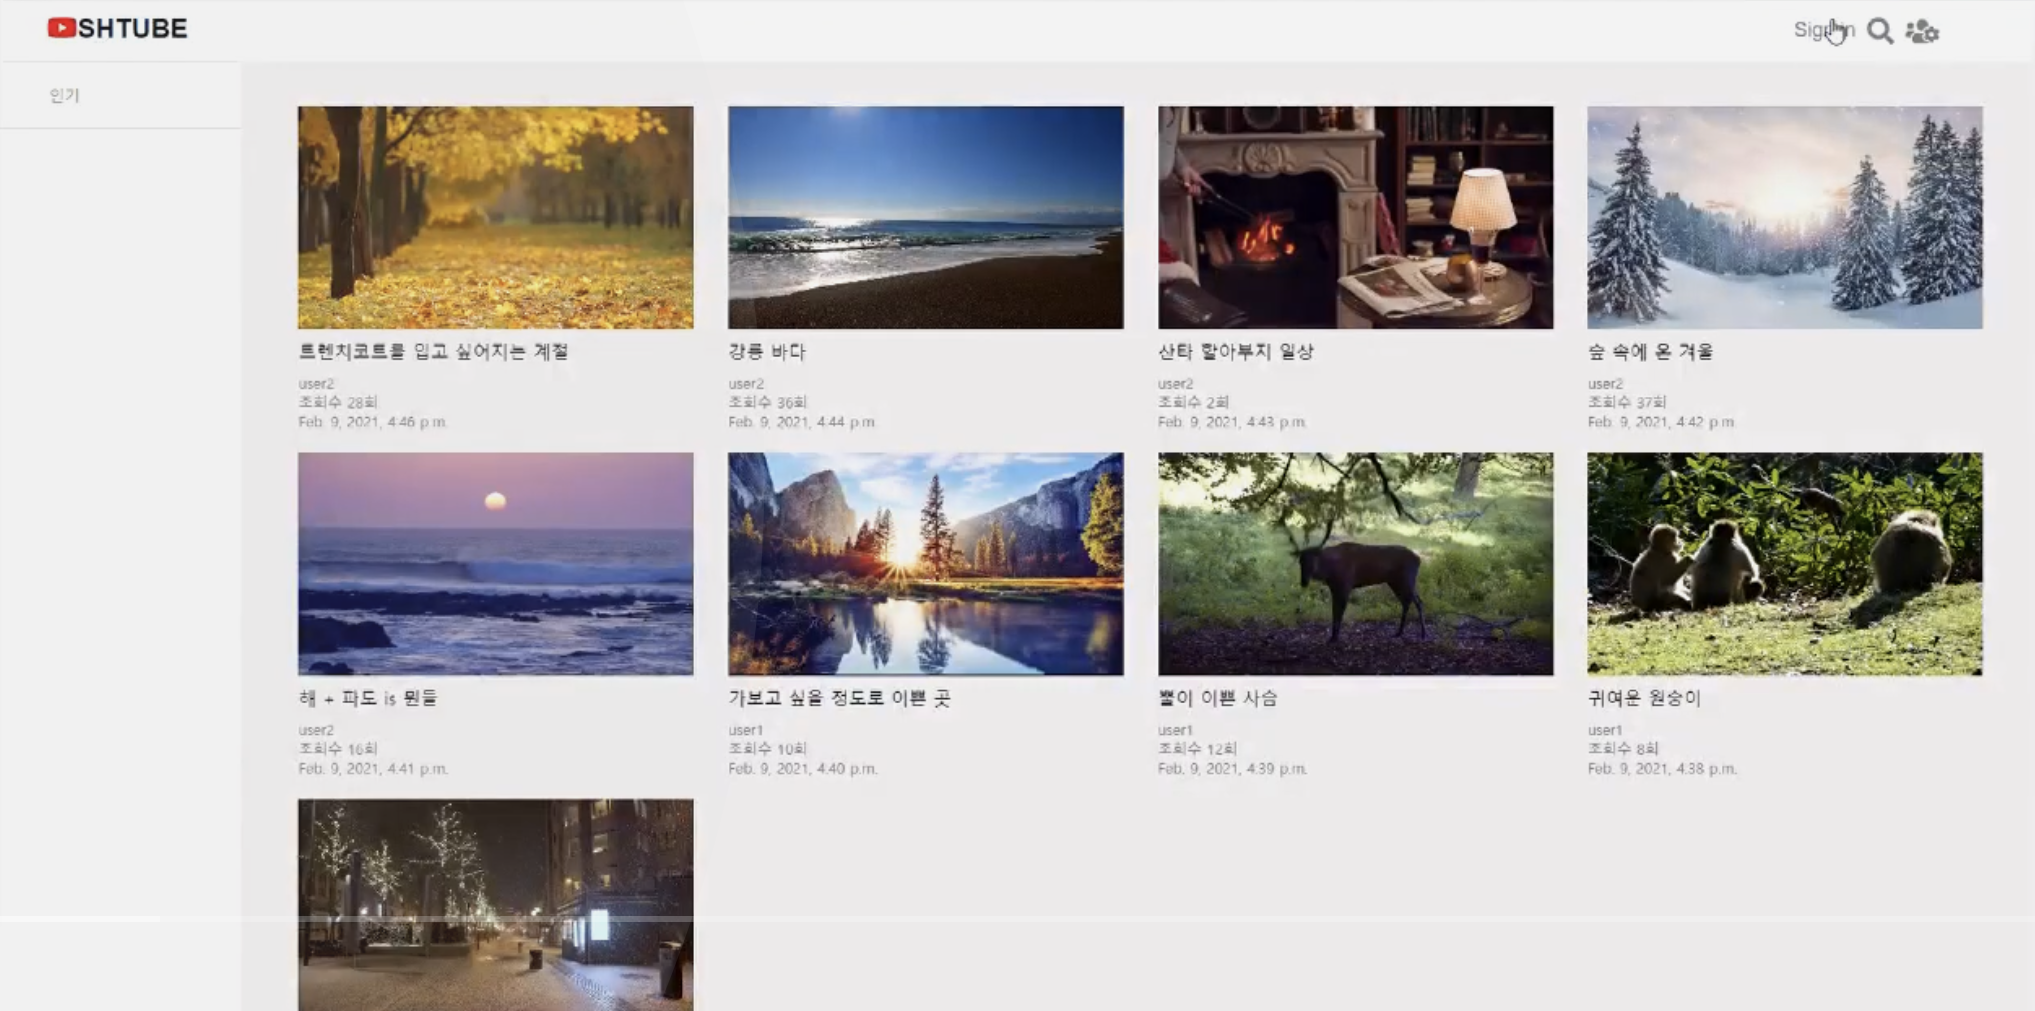 SHTUBE
Sign in
인기
트렌치코트를 입고 싶어지는 계절
user2
조회수 28회
Feb. 9, 2021, 4:46 p.m.
강릉 바다
user2
조회수 36회
Feb. 9, 2021, 4:44 p.m.
산타 할아부지 일상
user2
조회수 2회
Feb. 9, 2021, 4:43 p.m.
숲 속에 온 겨울
user2
조회수 37회
Feb. 9, 2021, 4:42 p.m.
해 + 파도 is 뭔들
user2
조회수 16회
Feb. 9, 2021, 4:41 p.m.
가보고 싶을 정도로 이쁜 곳
user1
조회수 10회
Feb. 9, 2021, 4:40 p.m.
뿔이 이쁜 사슴
user1
조회수 12회
Feb. 9, 2021, 4:39 p.m.
귀여운 원숭이
user1
조회수 8회
Feb. 9, 2021, 4:38 p.m.